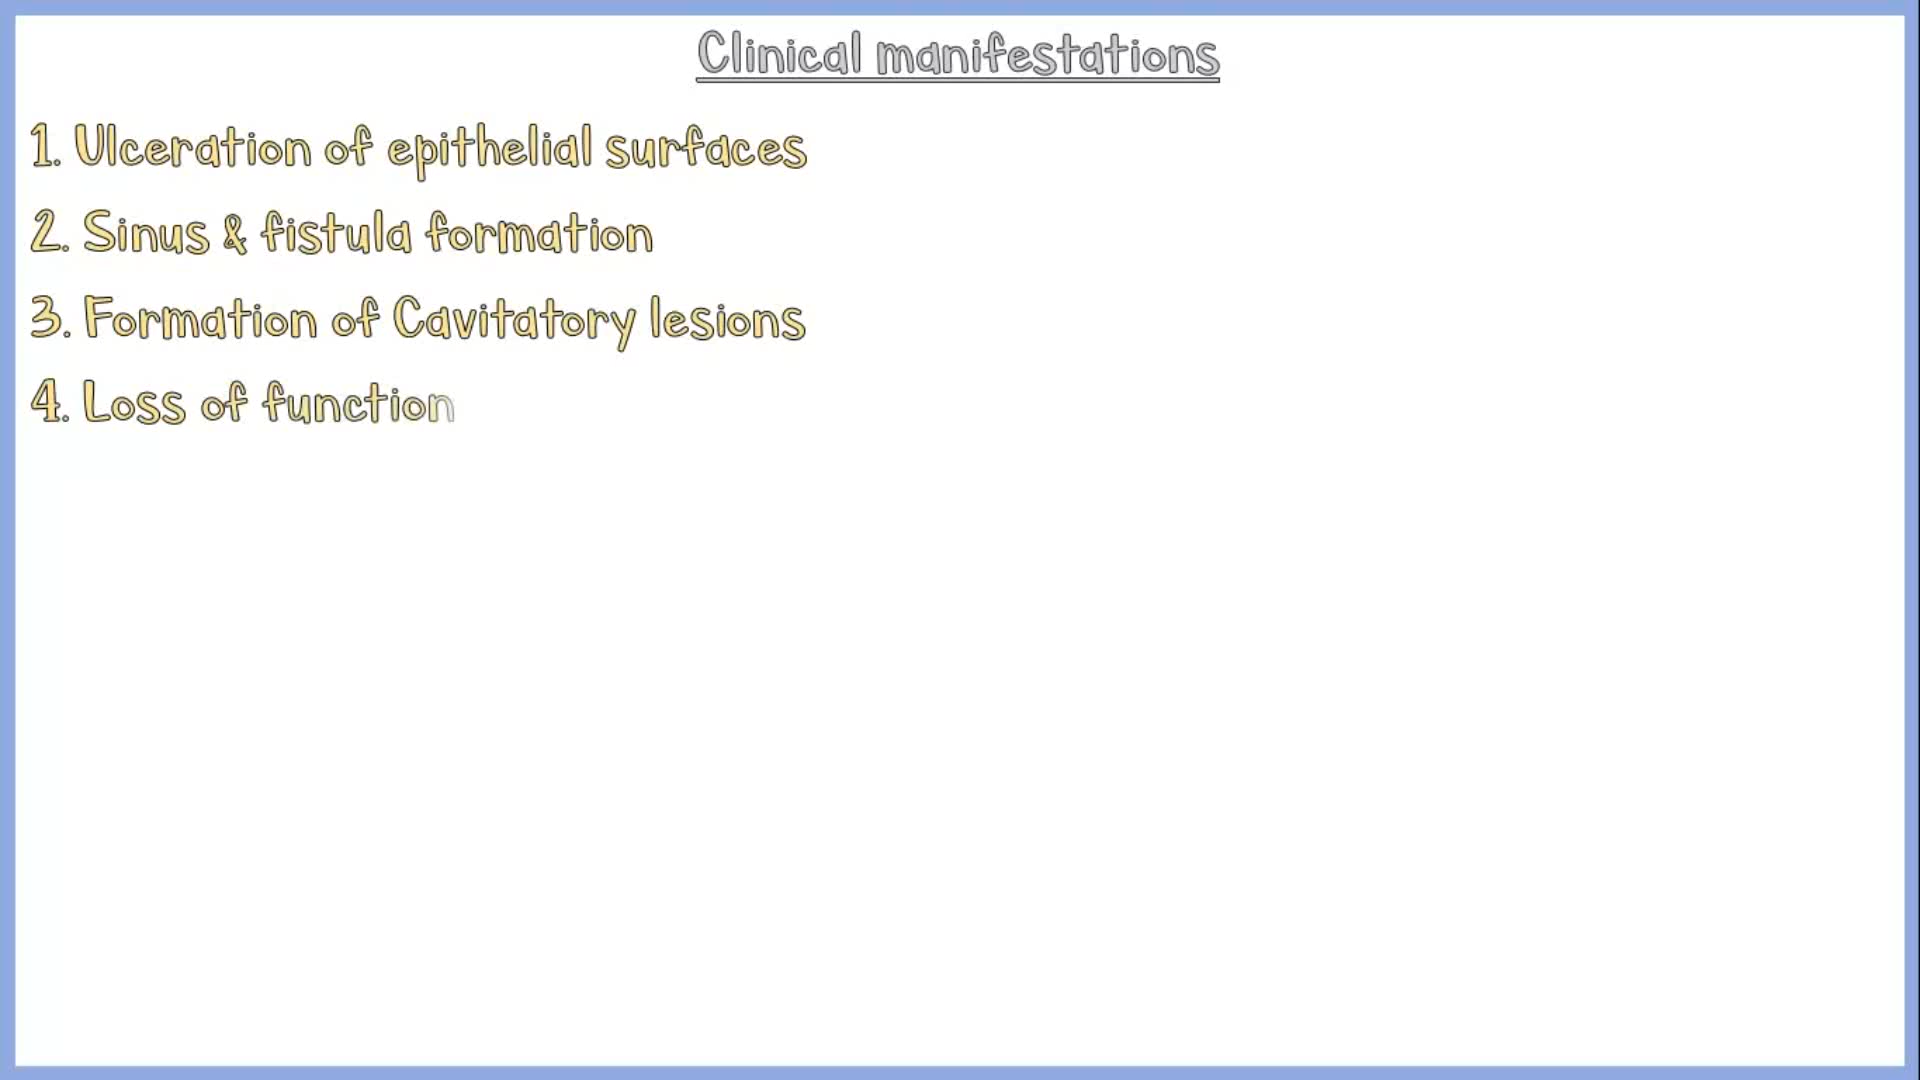 Clinical manifestations
1. Ulceration of epithelial surfaces
2. Sinus & fistula formation
3. Formation of Cavitatory lesions
4. Loss of function